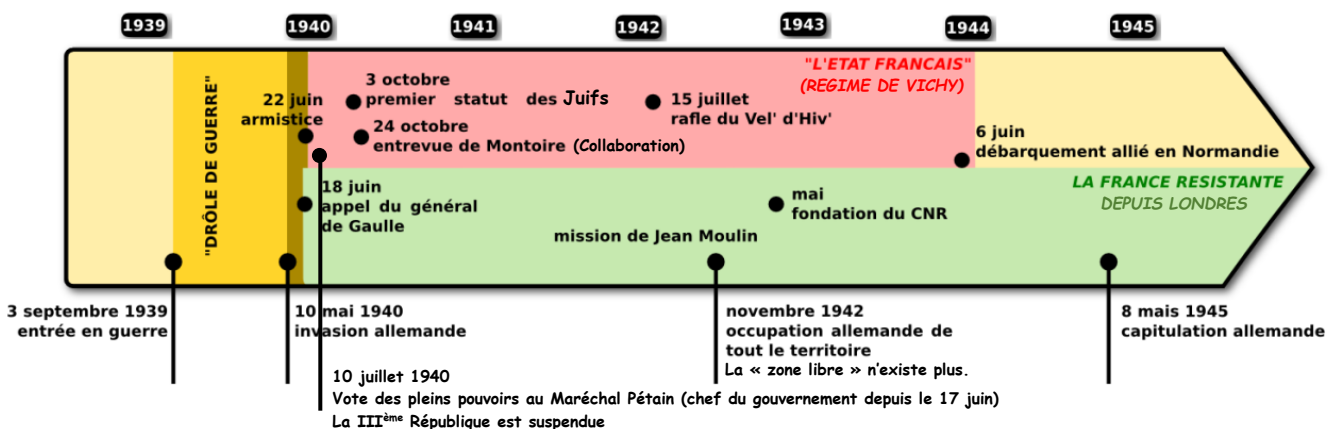 1939
1940
1941
1942
1943
1944
1945
"DRÔLE DE GUERRE"
"L'ETAT FRANCAIS"
(REGIME DE VICHY)
22 juin
armistice
3 octobre
premier statut des Juifs
24 octobre
entrevue de Montoire (Collaboration)
15 juillet
rafle du Vel' d'Hiv'
6 juin
débarquement allié en Normandie
LA FRANCE RESISTANTE
DEPUIS LONDRES
18 juin
appel du général
de Gaulle
mai
fondation du CNR
mission de Jean Moulin
3 septembre 1939
entrée en guerre
10 mai 1940
invasion allemande
novembre 1942
occupation allemande de
tout le territoire
La « zone libre » n'existe plus.
8 mais 1945
capitulation allemande
10 juillet 1940
Vote des pleins pouvoirs au Maréchal Pétain (chef du gouvernement depuis le 17 juin)
La IIIème République est suspendue